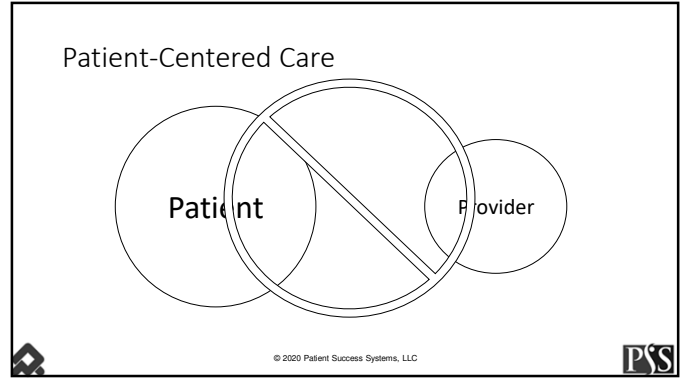 Patient-Centered Care
Patient
Provider
© 2020 Patient Success Systems, LLC
PSS